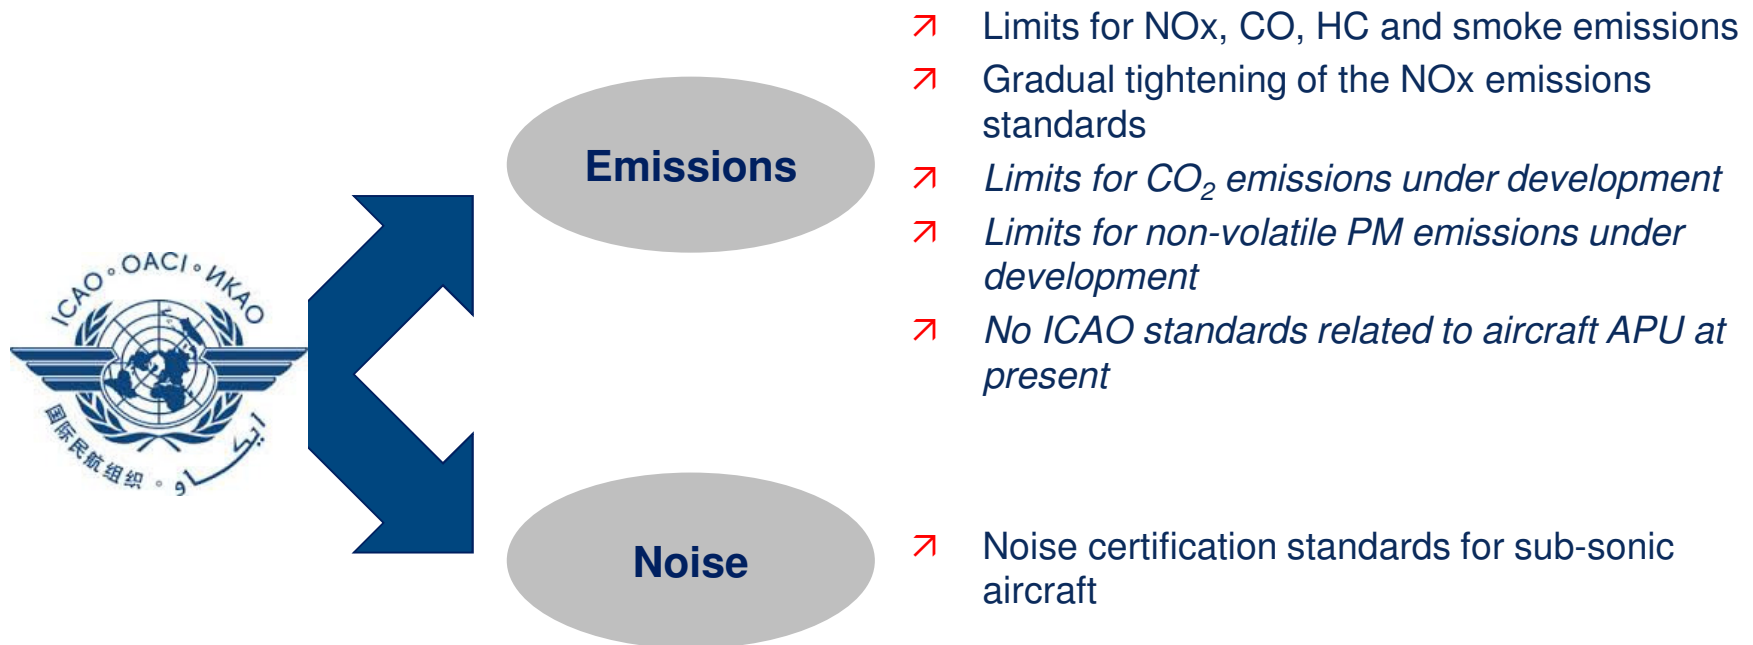 Limits for NOx, CO, HC and smoke emissions
Gradual tightening of the NOx emissions
standards
Emissions
Limits for CO₂ emissions under development
Limits for non-volatile PM emissions under
development
No ICAO standards related to aircraft APU at
present
ICAO ° OACI ° ИКАО
国际民航组织 ° ايكاو
Noise
Noise certification standards for sub-sonic
aircraft